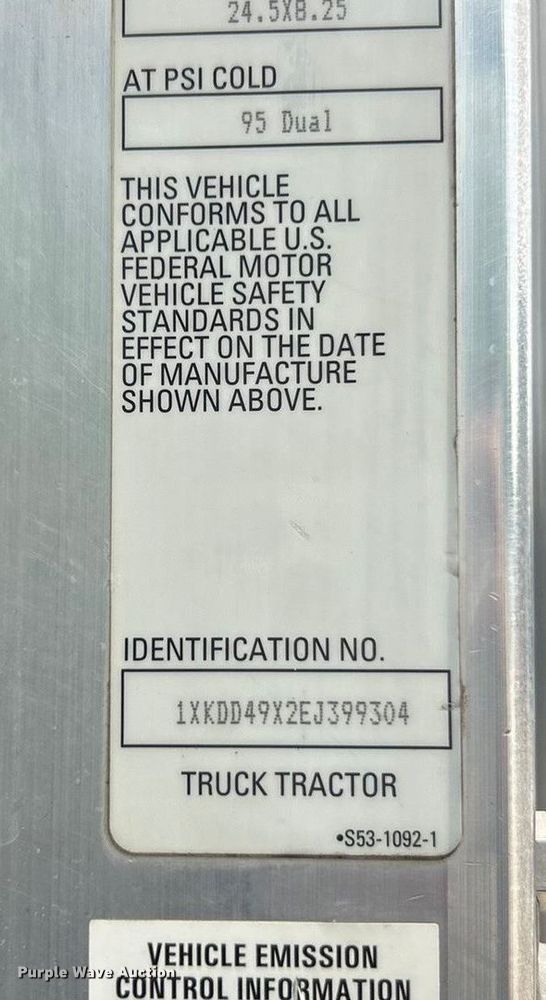 24.5X8.25
AT PSI COLD
95 Dual
THIS VEHICLE
CONFORMS TO ALL
APPLICABLE U.S.
FEDERAL MOTOR
VEHICLE SAFETY
STANDARDS IN
EFFECT ON THE DATE
OF MANUFACTURE
SHOWN ABOVE.
IDENTIFICATION NO.
1XKDD49X2EJ399304
TRUCK TRACTOR
•S53-1092-1
VEHICLE EMISSION
CONTROL INFORMATION
Purple Wave Auction